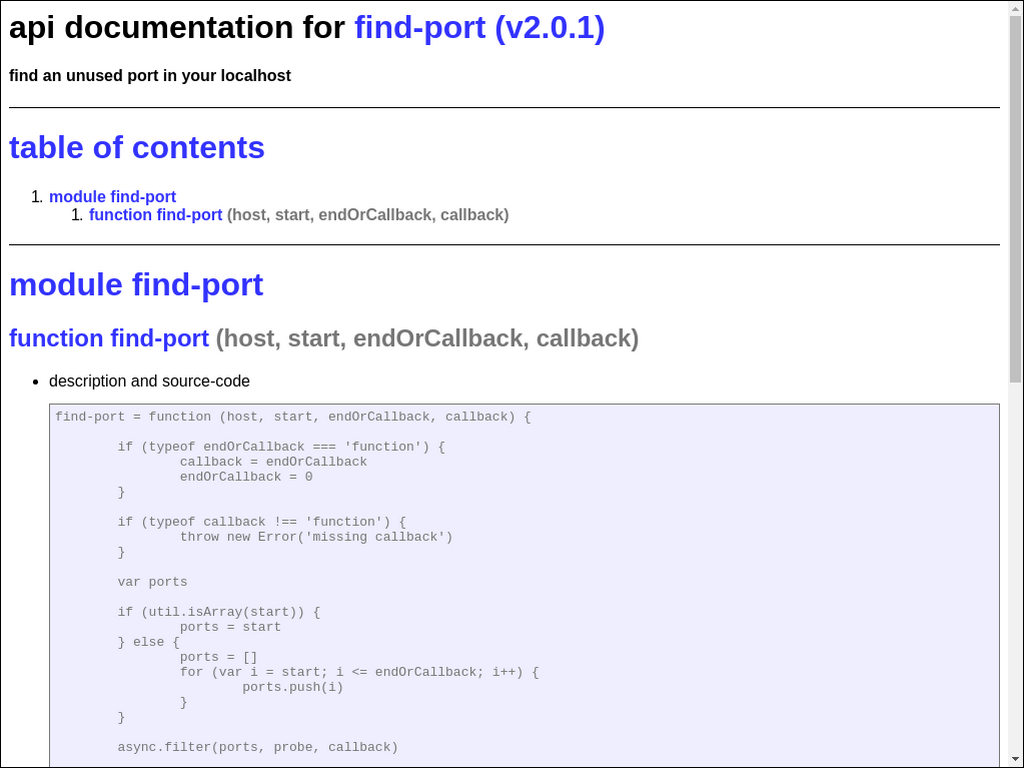 api documentation for find-port (v2.0.1)
find an unused port in your localhost
table of contents
1. module find-port
1. function find-port (host, start, endOrCallback, callback)
module find-port
function find-port (host, start, endOrCallback, callback)
• description and source-code
find-port = function (host, start, endOrCallback, callback) {
if (typeof endOrCallback === 'function') {
callback = endOrCallback
endOrCallback = 0
}
if (typeof callback !== 'function') {
throw new Error('missing callback')
}
var ports
if (util.isArray(start)) {
ports = start
} else {
ports = []
for (var i = start; i <= endOrCallback; i++) {
ports.push(i)
}
}
async.filter(ports, probe, callback)